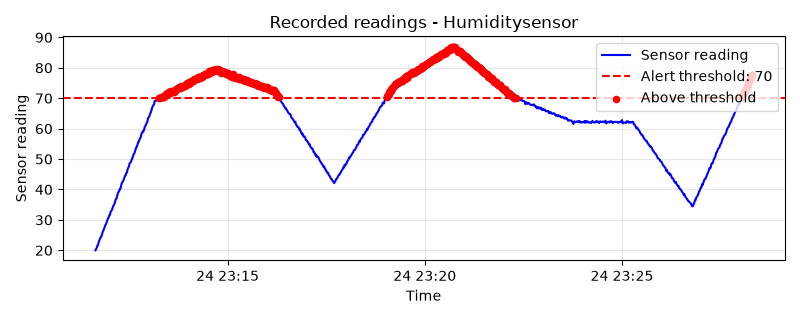 Recorded readings - Humiditysensor
90
80
70
60
50
40
30
20
Sensor reading
Sensor reading
Alert threshold: 70
Above threshold
24 23:15
24 23:20
24 23:25
Time